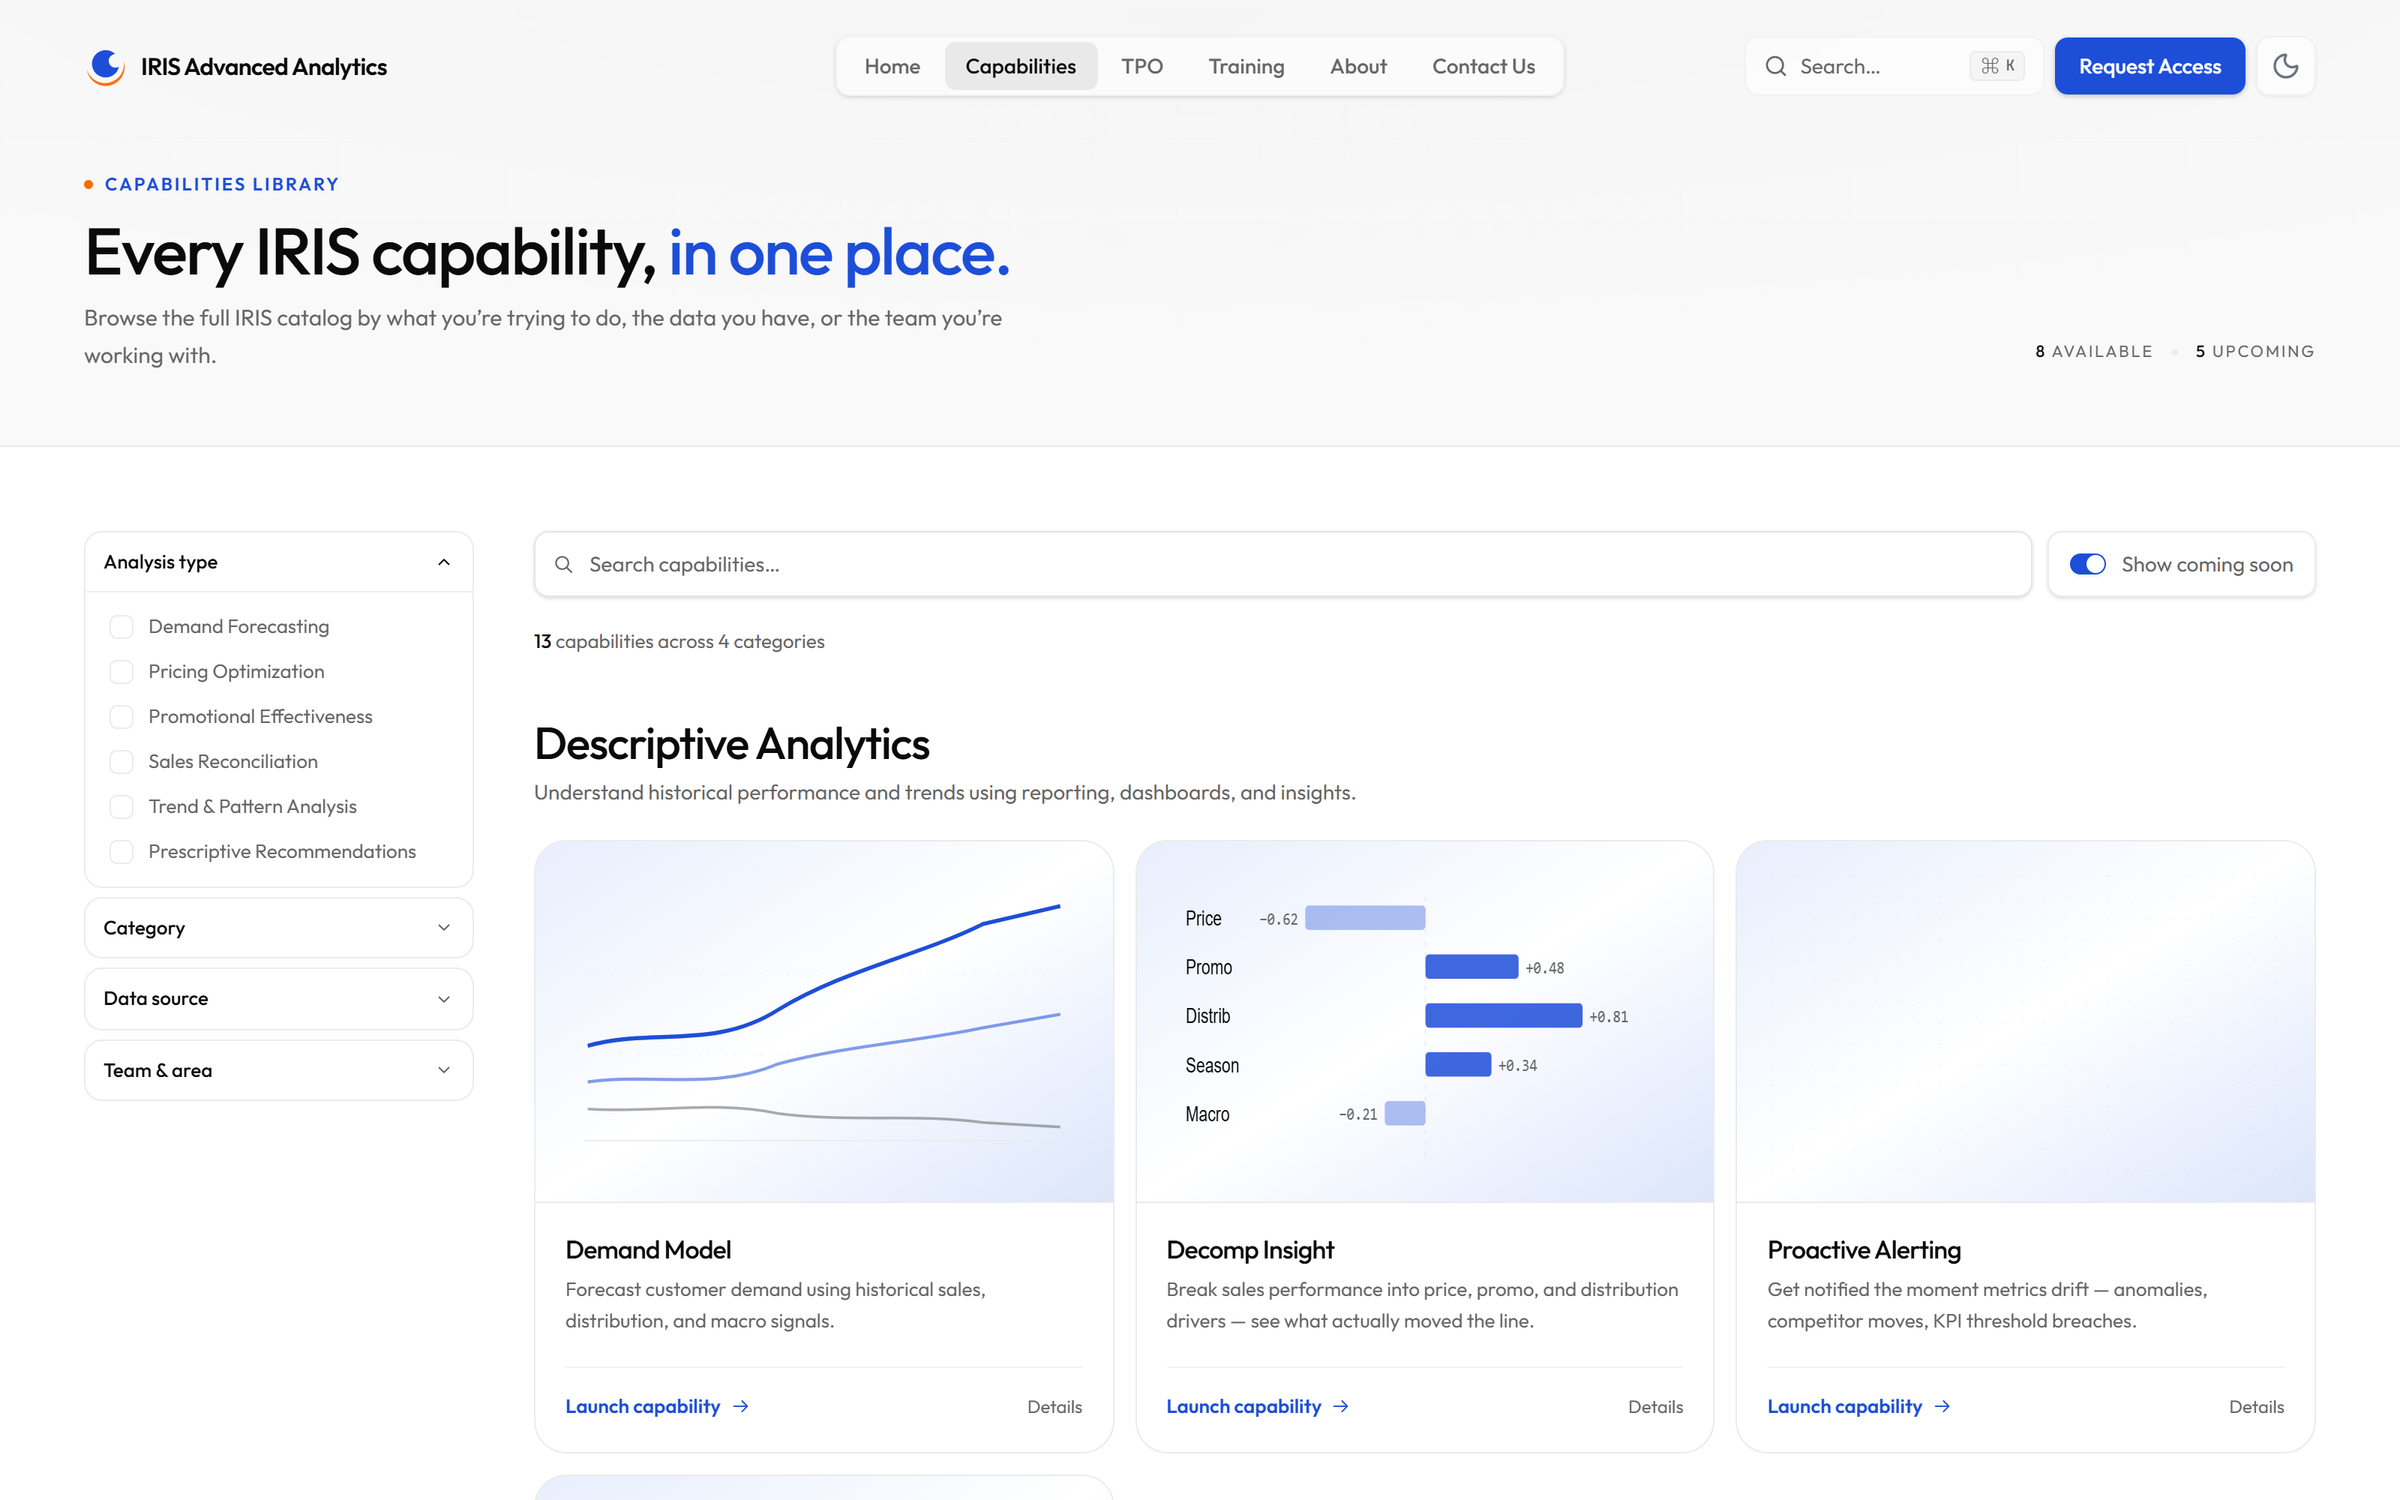 IRIS Advanced Analytics
Home
Capabilities
TPO
Training
About
Contact Us
Search...
⌘ K
Request Access
CAPABILITIES LIBRARY
Every IRIS capability, in one place.
Browse the full IRIS catalog by what you’re trying to do, the data you have, or the team you’re
working with.
8 AVAILABLE
5 UPCOMING
Analysis type
Demand Forecasting
Pricing Optimization
Promotional Effectiveness
Sales Reconciliation
Trend & Pattern Analysis
Prescriptive Recommendations
Category
Data source
Team & area
Search capabilities...
Show coming soon
13 capabilities across 4 categories
Descriptive Analytics
Understand historical performance and trends using reporting, dashboards, and insights.
Demand Model
Forecast customer demand using historical sales,
distribution, and macro signals.
Launch capability →
Details
Price −0.62
Promo +0.48
Distrib +0.81
Season +0.34
Macro −0.21
Decomp Insight
Break sales performance into price, promo, and distribution
drivers — see what actually moved the line.
Launch capability →
Details
Proactive Alerting
Get notified the moment metrics drift — anomalies,
competitor moves, KPI threshold breaches.
Launch capability →
Details